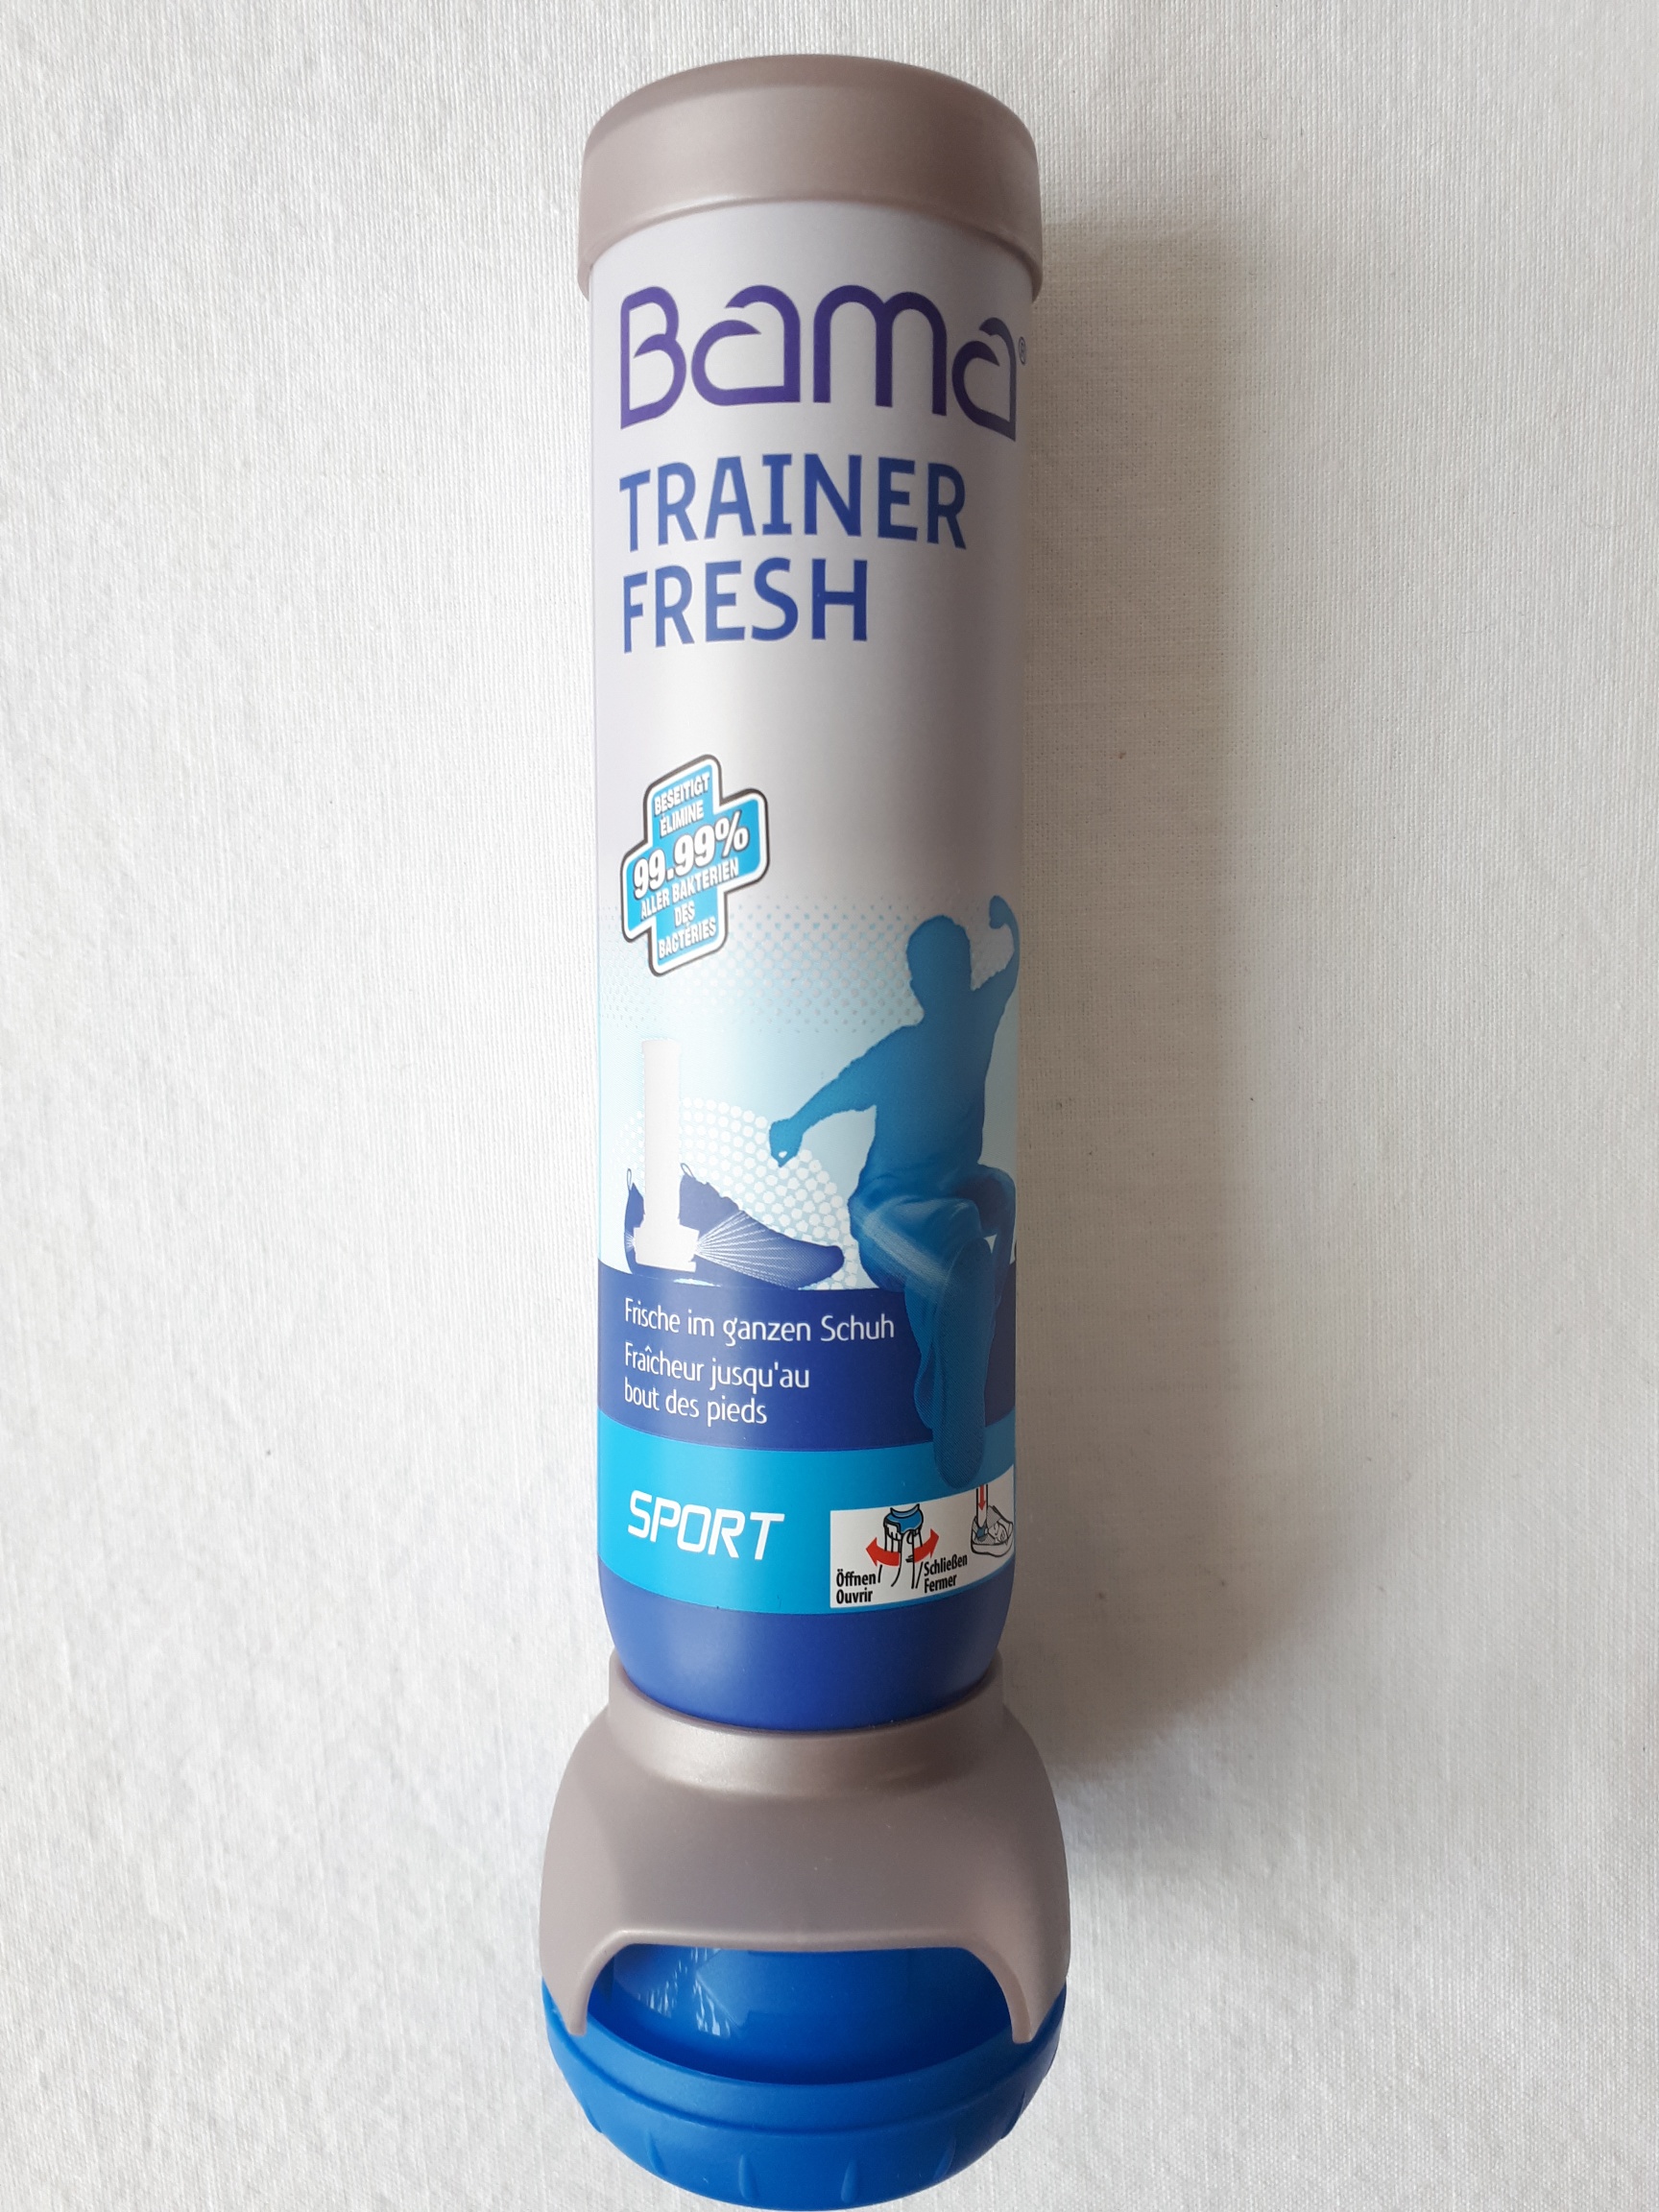 Bama®
TRAINER
FRESH
BESEITIGT
ÉLIMINE
99.99%
ALLER BAKTERIEN
DES
BACTÉRIES
Frische im ganzen Schuh
Fraîcheur jusqu'au
bout des pieds
SPORT
Öffnen
Ouvrir
Schließen
Fermer